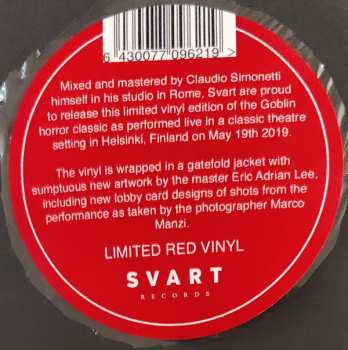 6 430077 096219 >
Mixed and mastered by Claudio Simonetti
himself in his studio in Rome, Svart are proud
to release this limited vinyl edition of the Goblin
horror classic as performed live in a classic theatre
setting in Helsinki, Finland on May 19th 2019.
The vinyl is wrapped in a gatefold jacket with
sumptuous new artwork by the master Eric Adrian Lee,
including new lobby card designs of shots from the
performance as taken by the photographer Marco
Manzi.
LIMITED RED VINYL
SVART
RECORDS